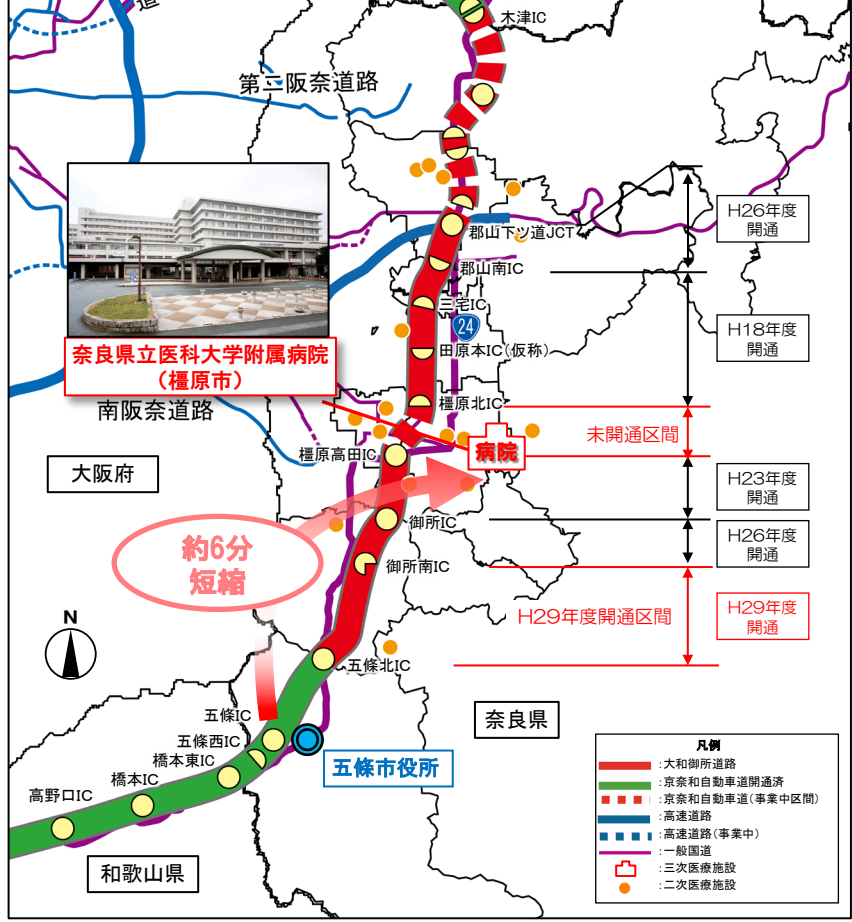 道
木津IC
第二阪奈道路
H26年度
開通
郡山下ツ道JCT
郡山南IC
三宅IC
24
田原本IC(仮称)
H18年度
開通
奈良県立医科大学附属病院
(橿原市)
南阪奈道路
橿原北IC
未開通区間
病院
橿原高田IC
大阪府
H23年度
開通
御所IC
H26年度
開通
約6分
短縮
御所南IC
H29年度開通区間
H29年度
開通
N
五條北IC
五條IC
奈良県
五條西IC
橋本東IC
五條市役所
橋本IC
高野口IC
和歌山県
凡例
:大和御所道路
:京奈和自動車道開通済
:京奈和自動車道(事業中区間)
:高速道路
:高速道路(事業中)
:一般国道
:三次医療施設
:二次医療施設